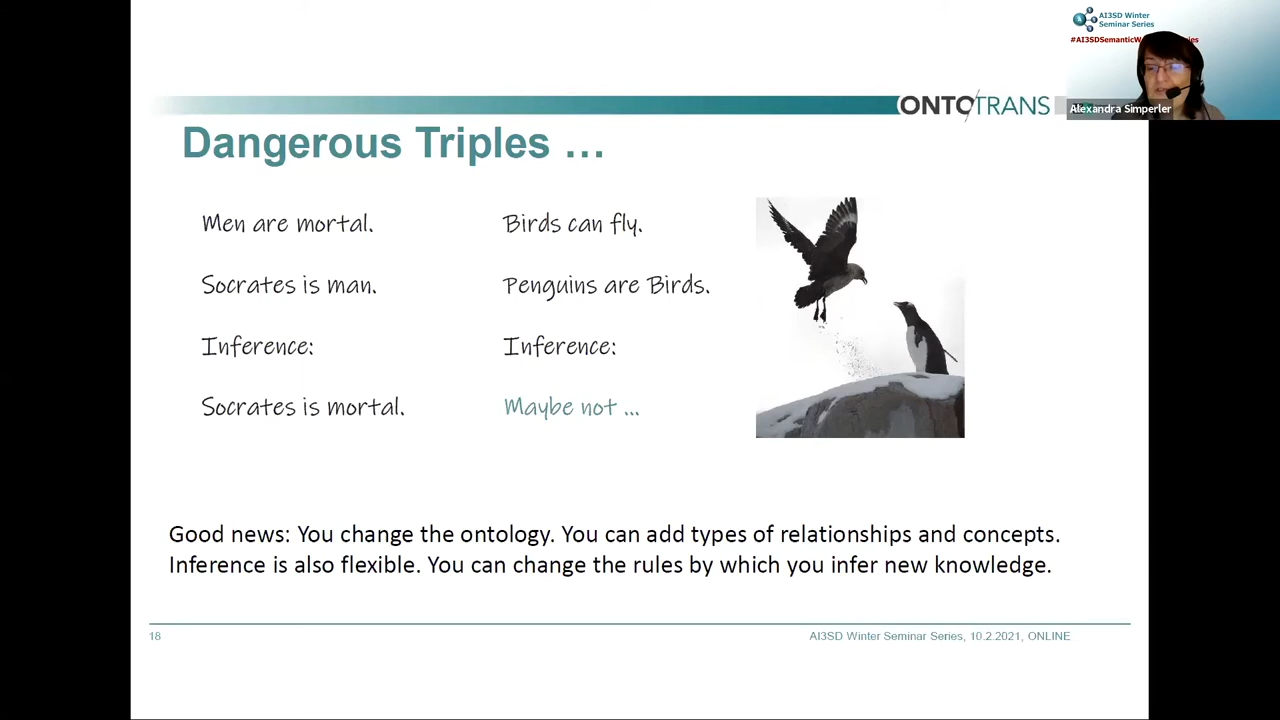 AI3SD Winter
Seminar Series
#AI3SDSemanticW
Alexandra Simperler
ONTOTRANS
Dangerous Triples …
Men are mortal.
Socrates is man.
Inference:
Socrates is mortal.
Birds can fly.
Penguins are Birds.
Inference:
Maybe not ...
Good news: You change the ontology. You can add types of relationships and concepts.
Inference is also flexible. You can change the rules by which you infer new knowledge.
18
AI3SD Winter Seminar Series, 10.2.2021, ONLINE